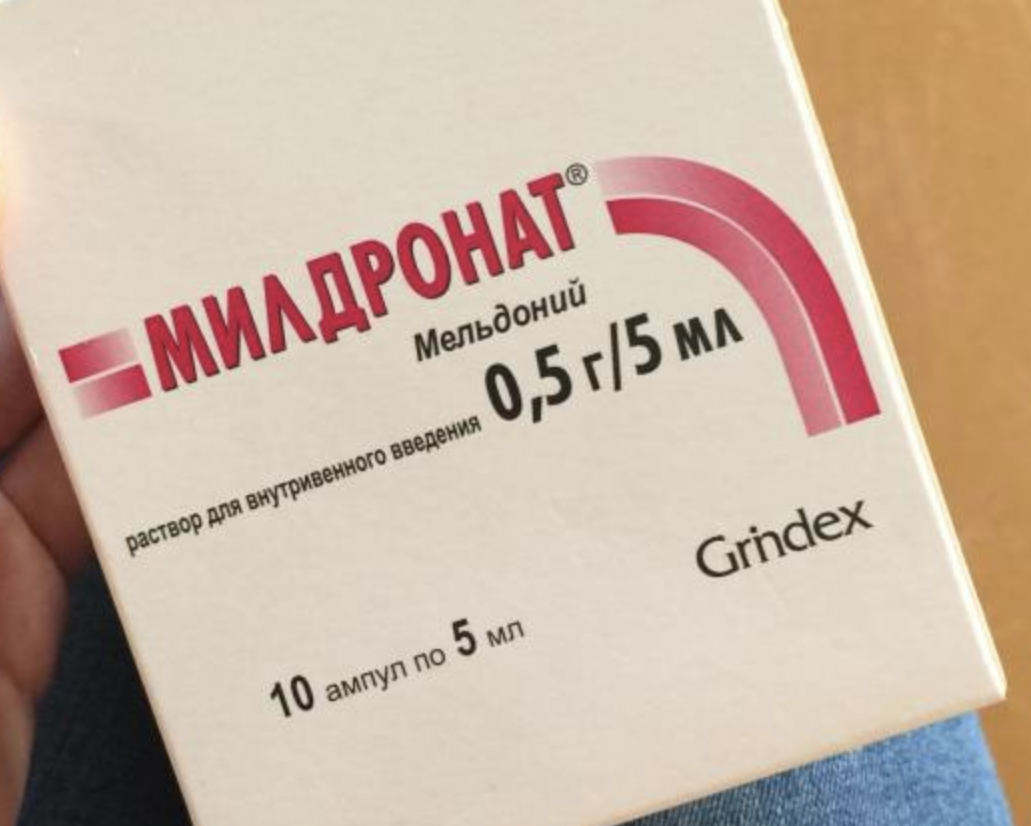 МИЛДРОНАТ®
Мельдоний
раствор для внутривенного введения 0,5 г/5 мл
Grindex
10 ампул по 5 мл